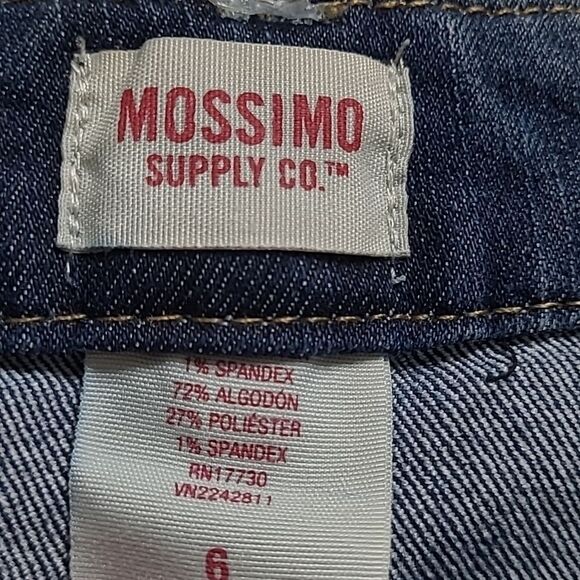 MOSSIMO
SUPPLY CO.™
1% SPANDEX
72% ALGODÓN
27% POLIÉSTER
1% SPANDEX
RN17730
VN2242811
6